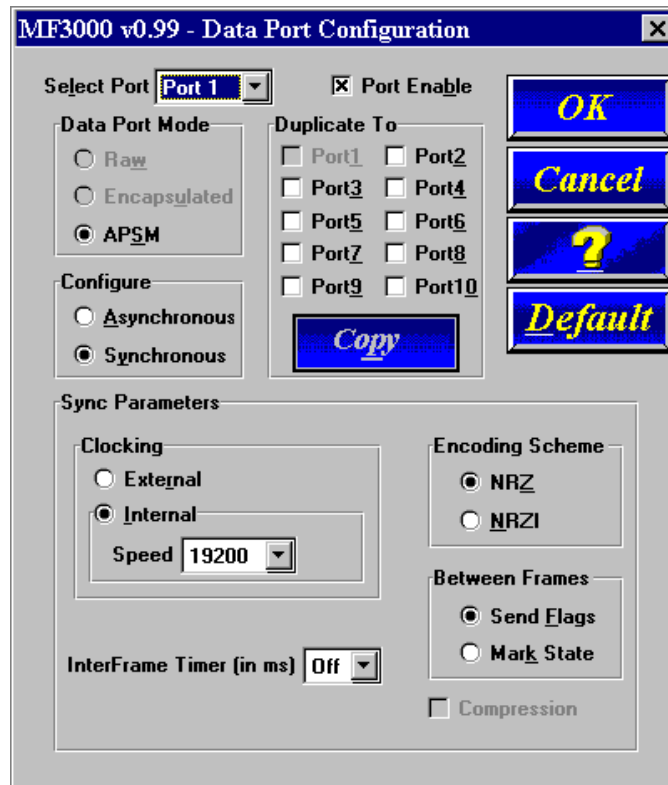 MF3000 v0.99 - Data Port Configuration
Select Port Port 1
Port Enable
OK
Cancel
?
Default
Data Port Mode
Raw
Encapsulated
APSM
Configure
Asynchronous
Synchronous
Duplicate To
Port1 Port2
Port3 Port4
Port5 Port6
Port7 Port8
Port9 Port10
Copy
Sync Parameters
Clocking
External
Internal
Speed 19200
InterFrame Timer (in ms) Off
Encoding Scheme
NRZ
NRZI
Between Frames
Send Flags
Mark State
Compression